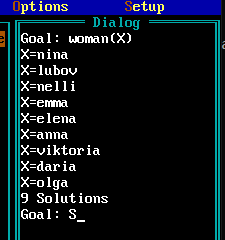 Options Setup
Dialog
Goal: woman(X)
X=nina
X=lubov
X=nelli
X=emma
X=elena
X=anna
X=viktoria
X=daria
X=olga
9 Solutions
Goal: S_